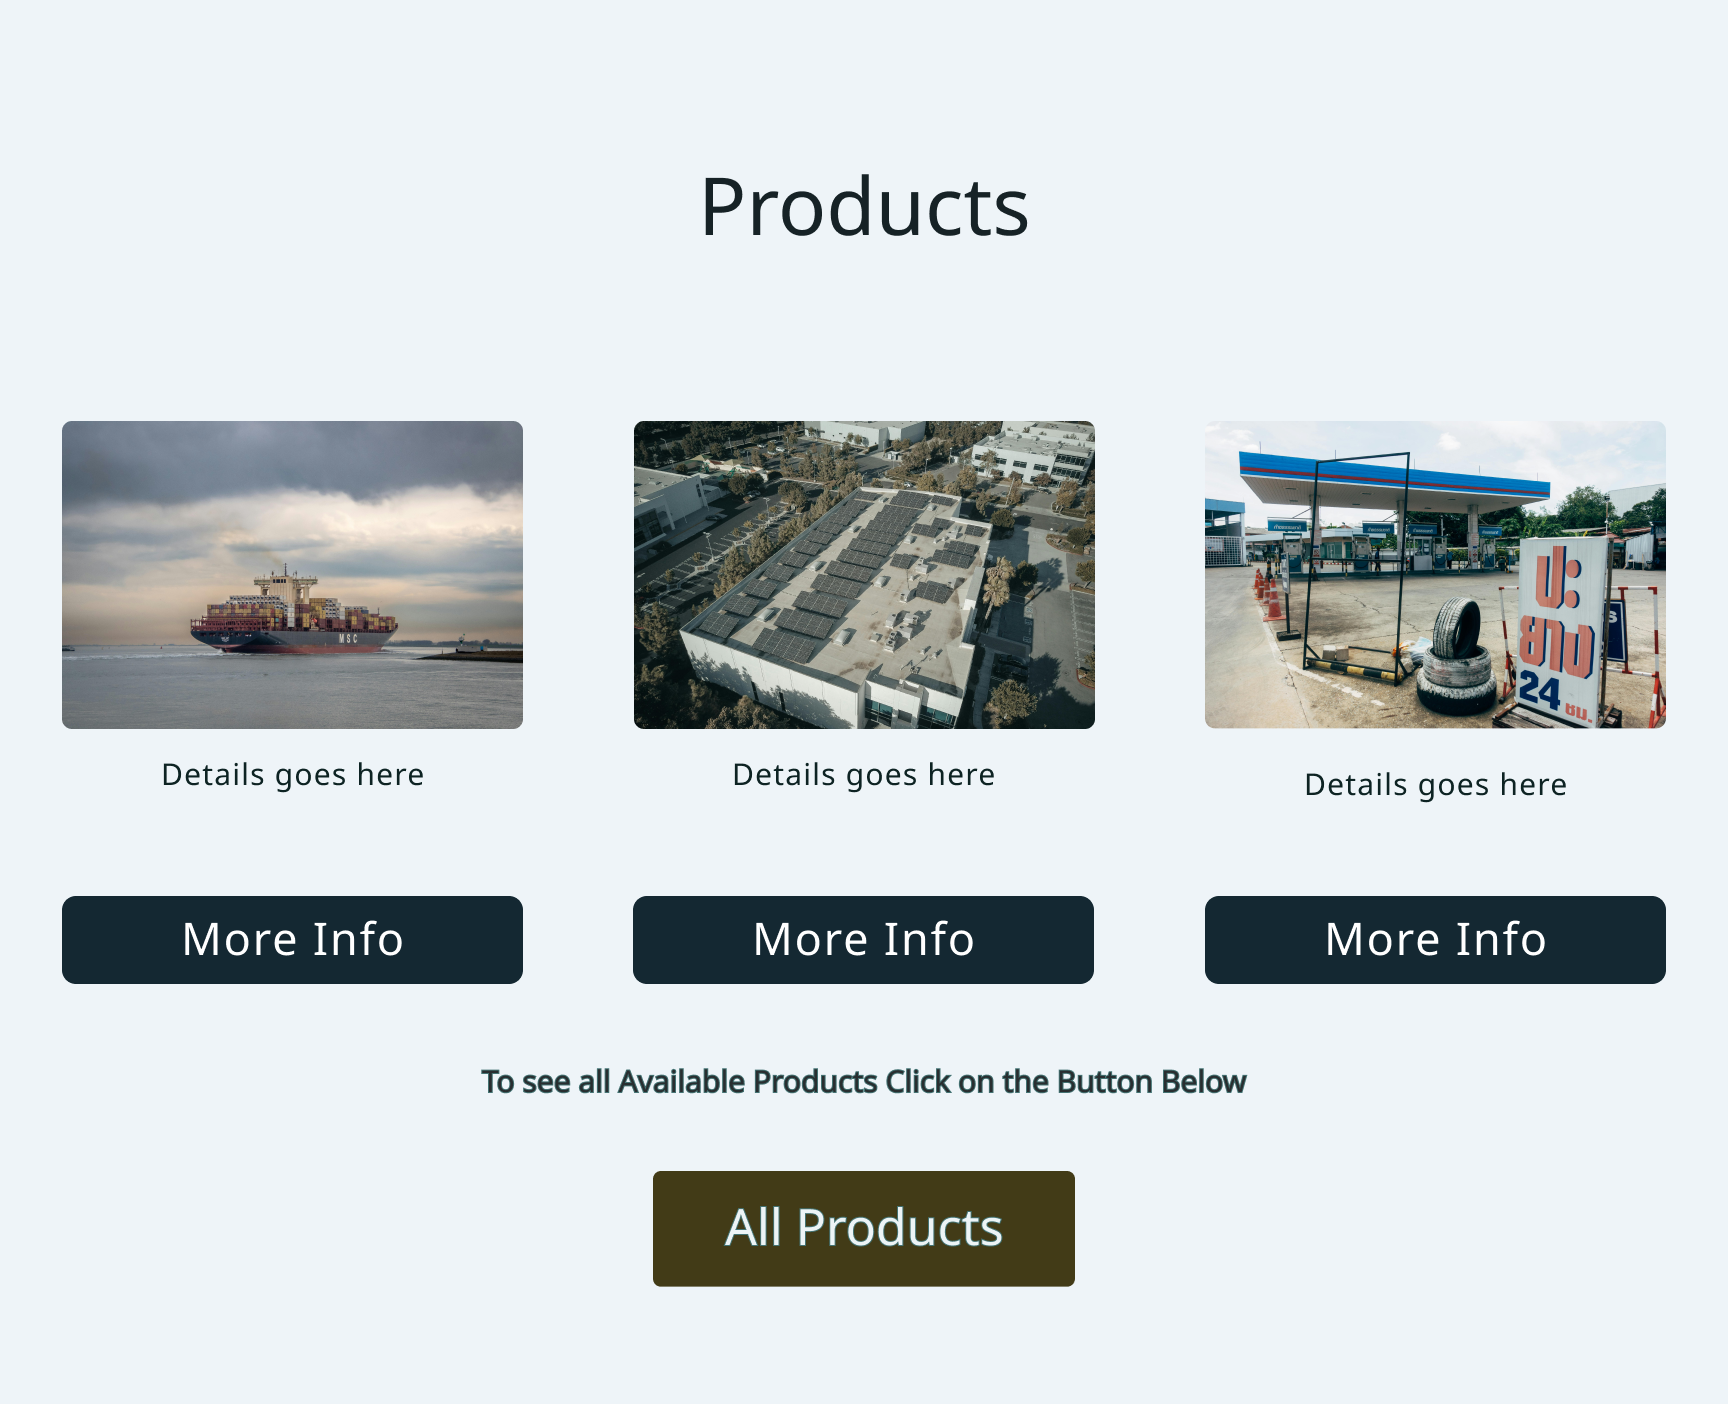 Products
MSC
ปะ
ยาง
24 ชม.
S
Details goes here
Details goes here
Details goes here
More Info
More Info
More Info
To see all Available Products Click on the Button Below
All Products